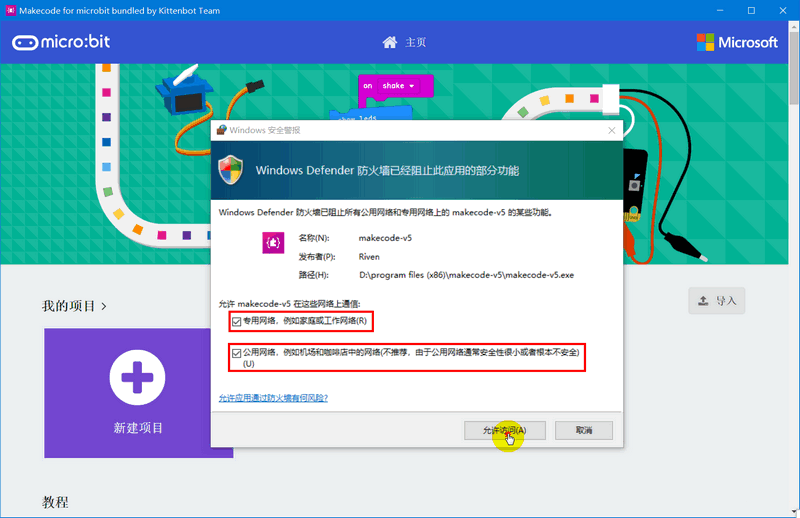 Makecode for microbit bundled by Kittenbot Team
micro:bit
主页
Microsoft
on shake
show leds
Windows 安全警报
Windows Defender 防火墙已经阻止此应用的部分功能
Windows Defender 防火墙已阻止所有公用网络和专用网络上的 makecode-v5 的某些功能。
名称(N): makecode-v5
发布者(P): Riven
路径(H): D:\program files (x86)\makecode-v5\makecode-v5.exe
允许 makecode-v5 在这些网络上通信:
专用网络，例如家庭或工作网络(R)
公用网络，例如机场和咖啡店中的网络(不推荐，由于公用网络通常安全性很小或者根本不安全)
(U)
允许应用通过防火墙有何风险?
允许访问(A)
取消
我的项目
导入
新建项目
教程